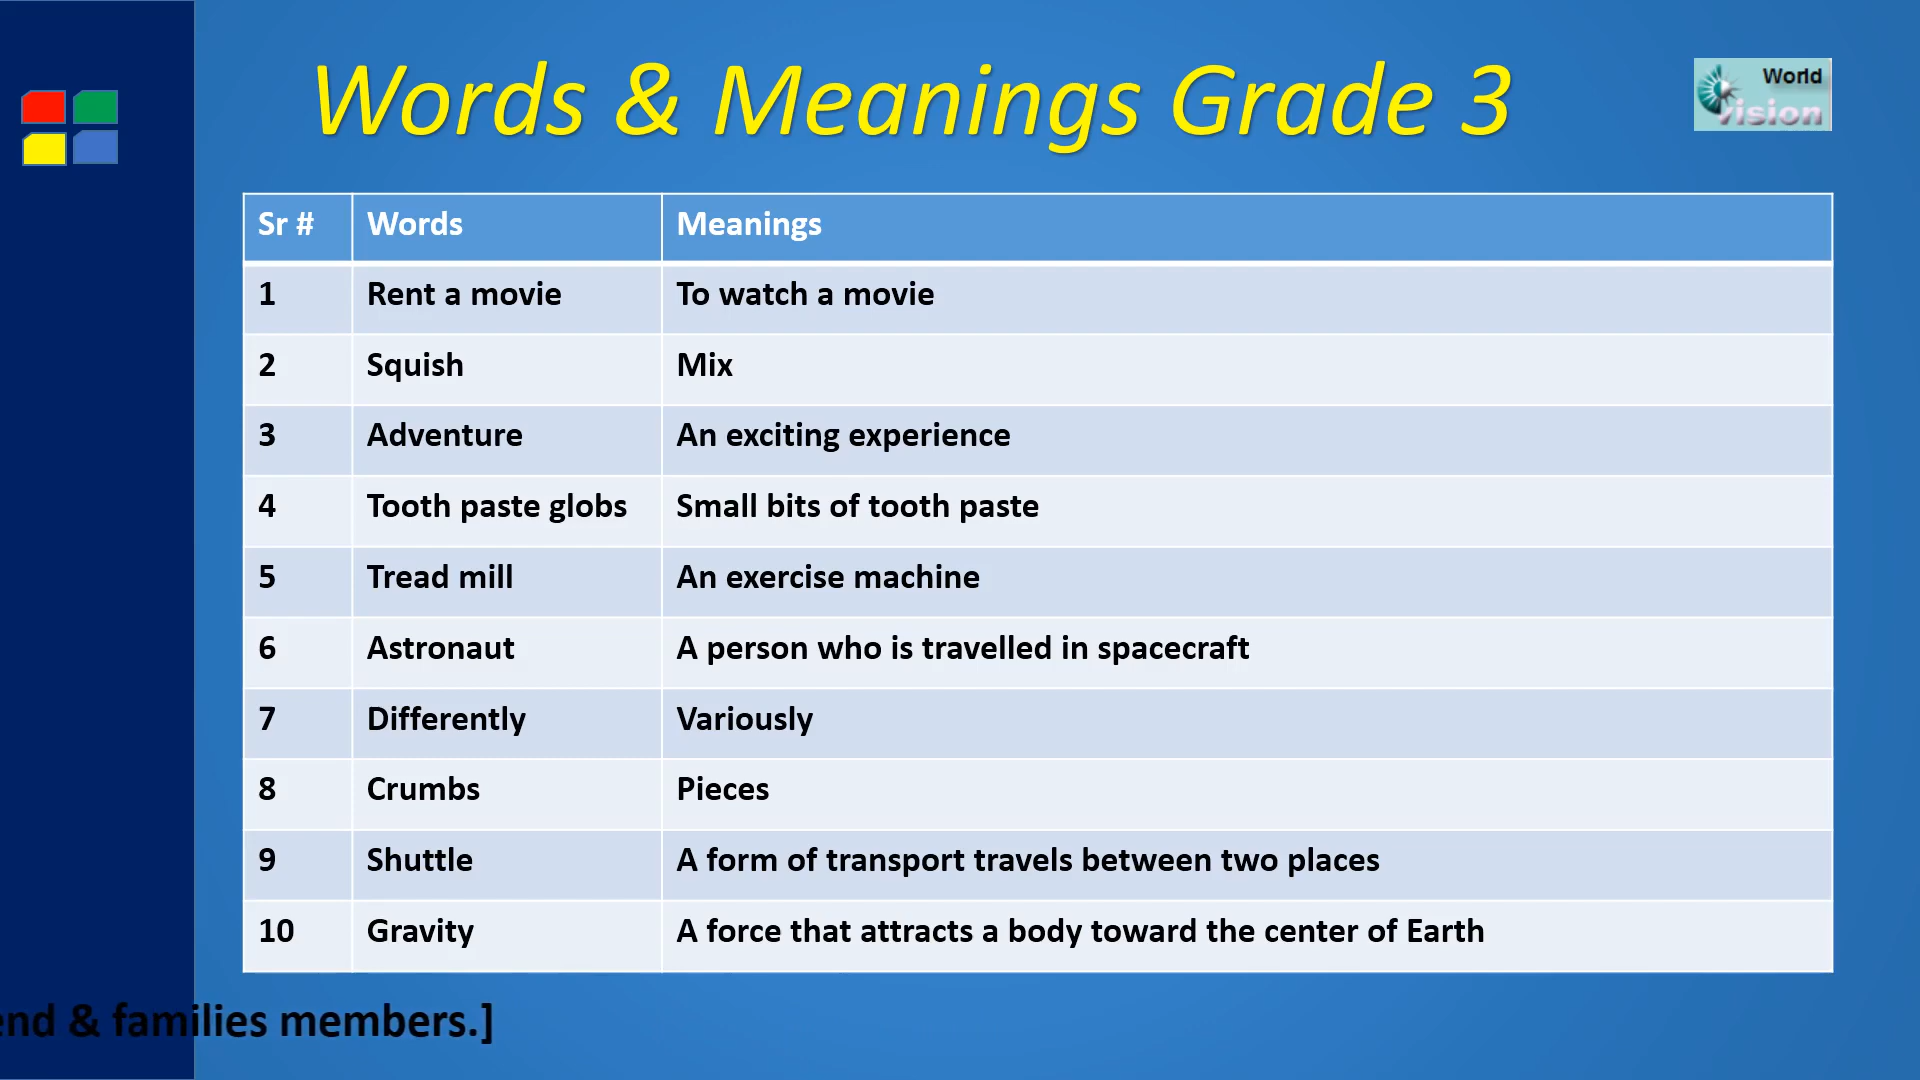 Words & Meanings Grade 3
World
vision
Sr # Words Meanings
1 Rent a movie To watch a movie
2 Squish Mix
3 Adventure An exciting experience
4 Tooth paste globs Small bits of tooth paste
5 Tread mill An exercise machine
6 Astronaut A person who is travelled in spacecraft
7 Differently Variously
8 Crumbs Pieces
9 Shuttle A form of transport travels between two places
10 Gravity A force that attracts a body toward the center of Earth
& families members.]